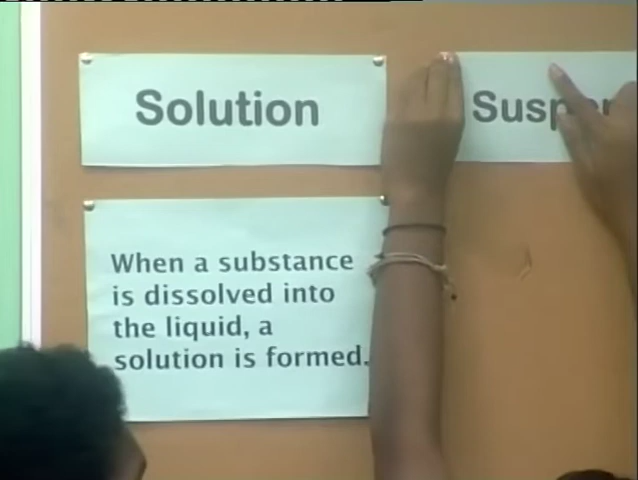 Solution
When a substance
is dissolved into
the liquid, a
solution is formed.